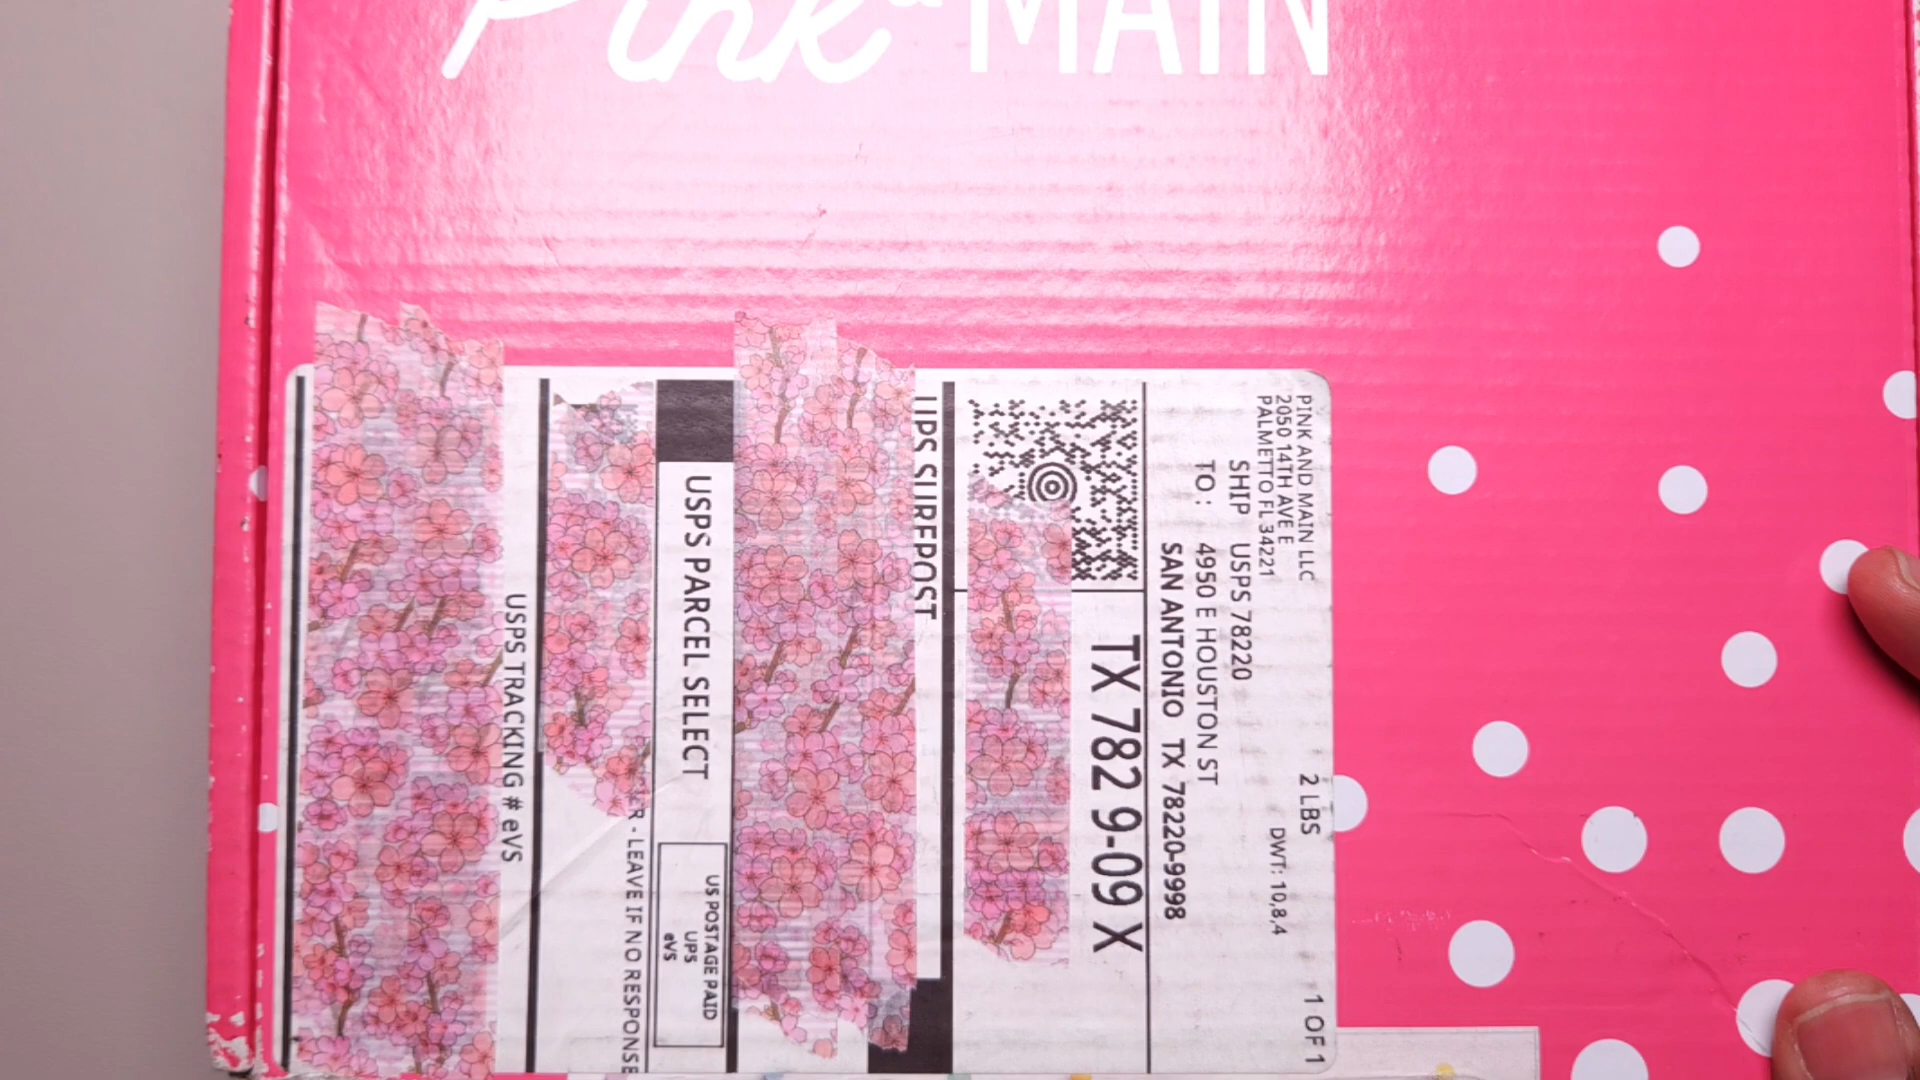 Pink & MAIN
PINK AND MAIN LLC
2050 14TH AVE E
PALMETTO FL 34221
2 LBS
1 OF 1
DWT: 10,8,4
SHIP USPS 78220
TO: 4950 E HOUSTON ST
SAN ANTONIO TX 78220-9998
TX 782 9-09 X
UPS SUREPOST
USPS PARCEL SELECT
US POSTAGE PAID
UPS
eVS
- LEAVE IF NO RESPONSE
USPS TRACKING # eVS